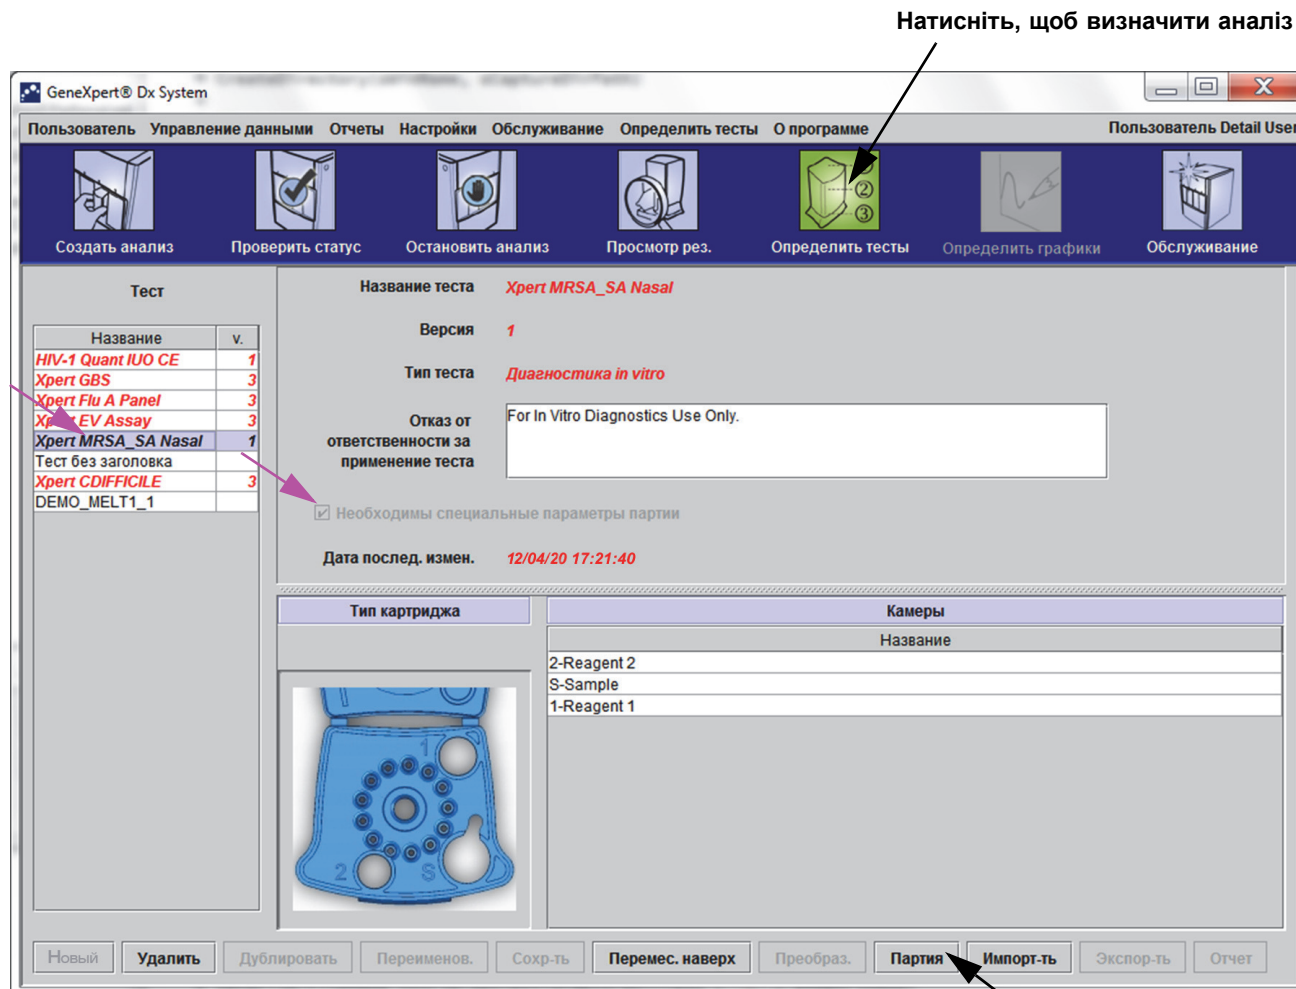 Натисніть, щоб визначити аналіз
GeneXpert® Dx System
Пользователь Управление данными Отчеты Настройки Обслуживание Определить тесты О программе Пользователь Detail User
Создать анализ Проверить статус Остановить анализ Просмотр рез. Определить тесты Определить графики Обслуживание
Тест
Название v.
HIV-1 Quant IUO CE 1
Xpert GBS 3
Xpert Flu A Panel 3
Xpert EV Assay 3
Xpert MRSA_SA Nasal 1
Тест без заголовка
Xpert CDIFFICILE 3
DEMO_MELT1_1
Название теста Xpert MRSA_SA Nasal
Версия 1
Тип теста Диагностика in vitro
Отказ от
ответственности за
применение теста
For In Vitro Diagnostics Use Only.
Необходимы специальные параметры партии
Дата послед. измен. 12/04/20 17:21:40
Тип картриджа
Камеры
Название
2-Reagent 2
S-Sample
1-Reagent 1
1
2 S
Новый Удалить Дублировать Переименов. Сохр-ть Перемес. наверх Преобраз. Партия Импорт-ть Экспор-ть Отчет